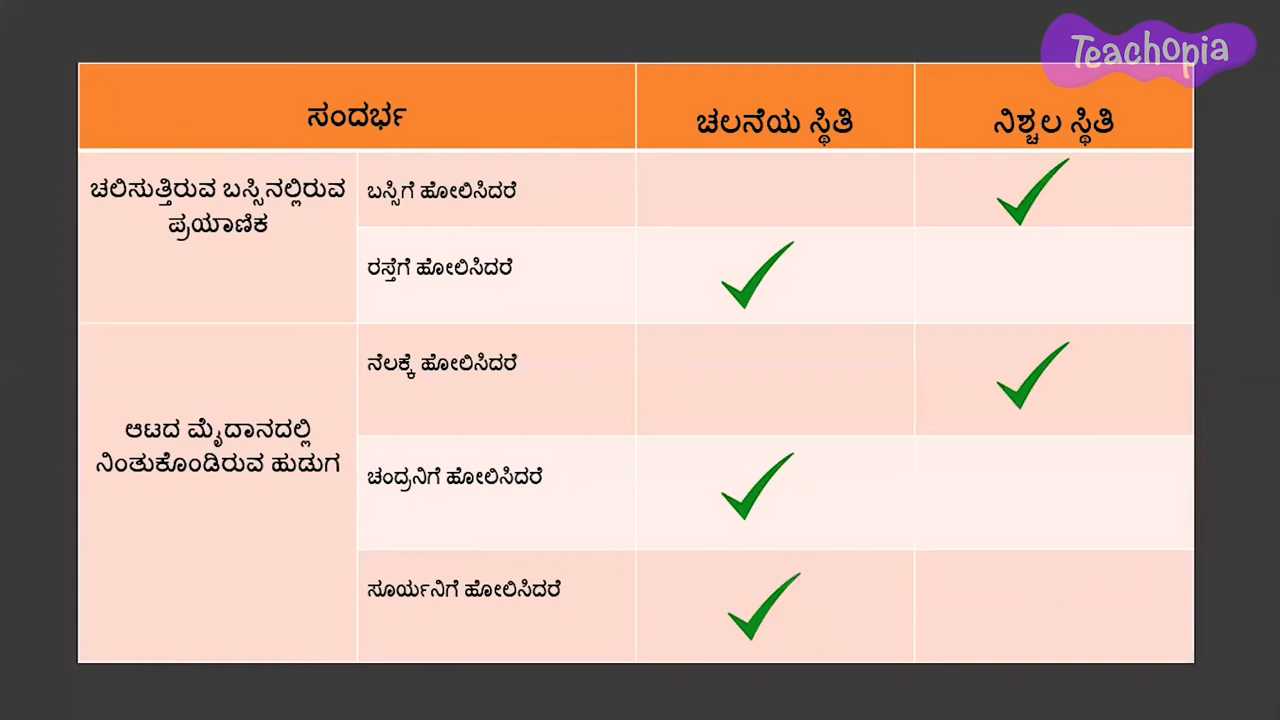 Teachopia
ಸಂದರ್ಭ
ಚಲನೆಯ ಸ್ಥಿತಿ
ನಿಶ್ಚಲ ಸ್ಥಿತಿ
ಚಲಿಸುತ್ತಿರುವ ಬಸ್ಸಿನಲ್ಲಿರುವ
ಪ್ರಯಾಣಿಕ
ಬಸ್ಸಿಗೆ ಹೋಲಿಸಿದರೆ
ರಸ್ತೆಗೆ ಹೋಲಿಸಿದರೆ
ಆಟದ ಮೈದಾನದಲ್ಲಿ
ನಿಂತುಕೊಂಡಿರುವ ಹುಡುಗ
ನೆಲಕ್ಕೆ ಹೋಲಿಸಿದರೆ
ಚಂದ್ರನಿಗೆ ಹೋಲಿಸಿದರೆ
ಸೂರ್ಯನಿಗೆ ಹೋಲಿಸಿದರೆ